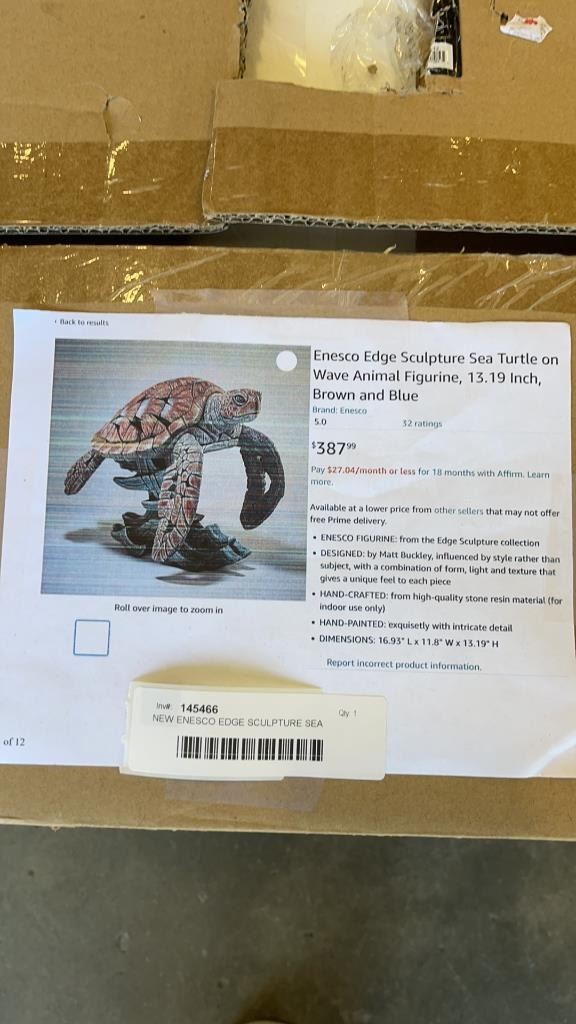 ‹ Back to results
Enesco Edge Sculpture Sea Turtle on
Wave Animal Figurine, 13.19 Inch,
Brown and Blue
Brand: Enesco
5.0 32 ratings
$387.99
Pay $27.04/month or less for 18 months with Affirm. Learn
more.
Available at a lower price from other sellers that may not offer
free Prime delivery.
• ENESCO FIGURINE: from the Edge Sculpture collection
• DESIGNED: by Matt Buckley, influenced by style rather than
subject, with a combination of form, light and texture that
gives a unique feel to each piece
• HAND-CRAFTED: from high-quality stone resin material (for
indoor use only)
• HAND-PAINTED: exquisetly with intricate detail
• DIMENSIONS: 16.93" L x 11.8" W x 13.19" H
Report incorrect product information.
Roll over image to zoom in
Inv#: 145466 Qty: 1
NEW ENESCO EDGE SCULPTURE SEA
of 12